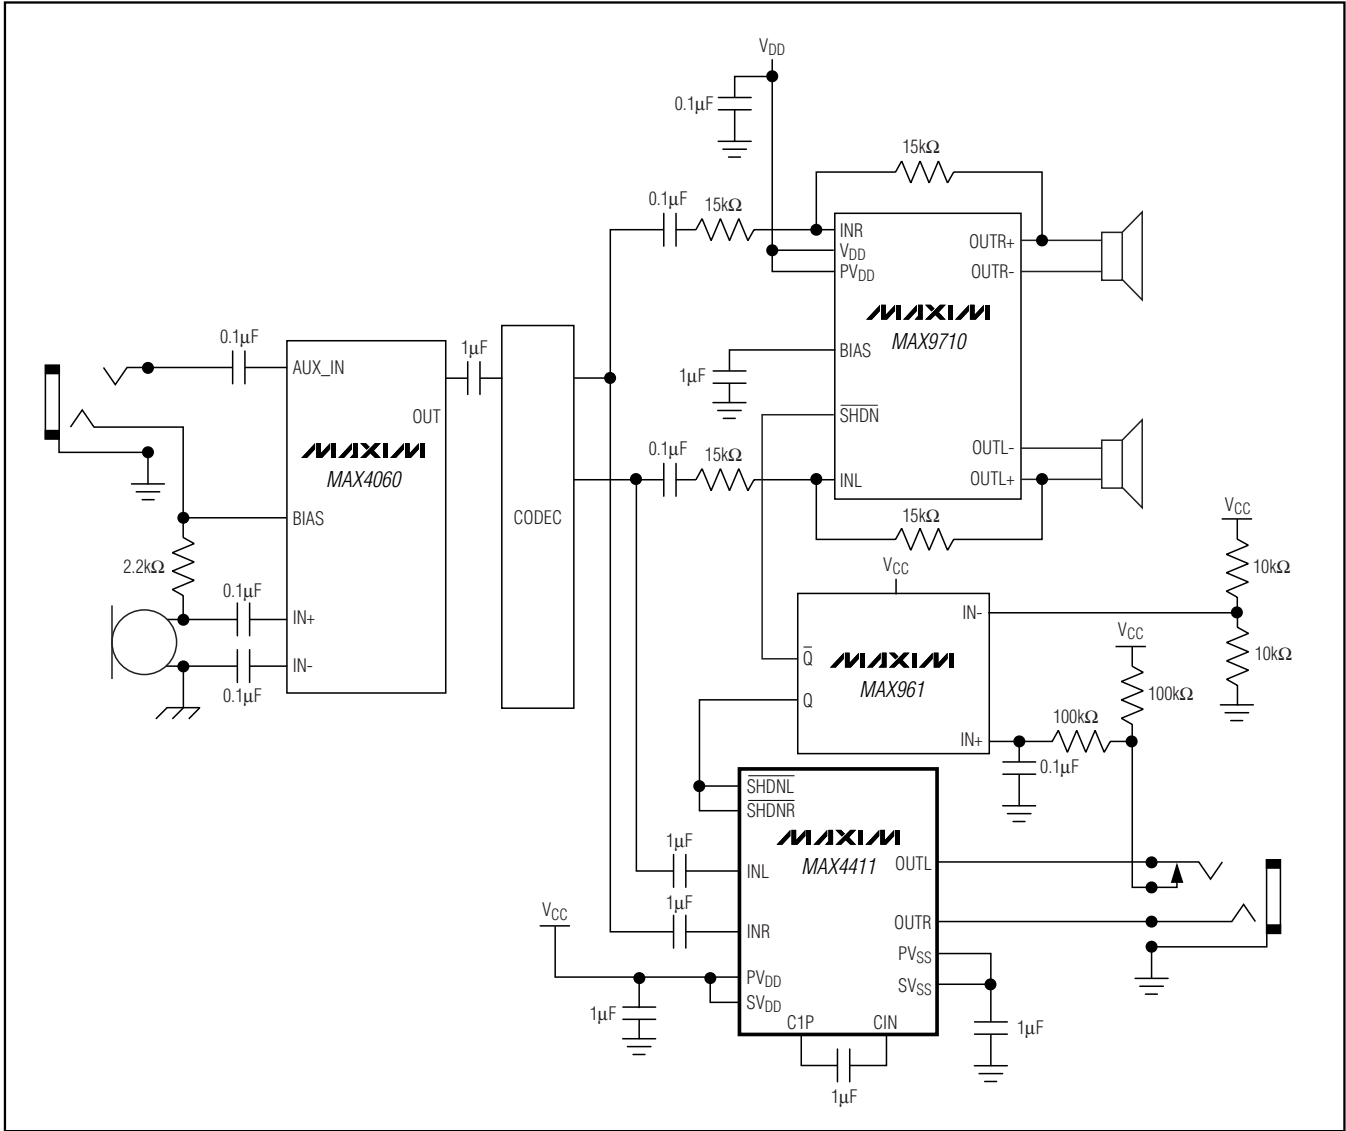 VDD
0.1µF
15kΩ
0.1µF
15kΩ
INR
VDD
PVDD
OUTR+
OUTR-
MAXIM
MAX9710
BIAS
1µF
SHDN
OUTL-
OUTL+
INL
0.1µF
15kΩ
15kΩ
0.1µF
AUX_IN
1µF
OUT
MAXIM
MAX4060
BIAS
2.2kΩ
0.1µF
IN+
IN-
0.1µF
CODEC
VCC
VCC
10kΩ
10kΩ
IN-
Q
MAXIM
MAX961
Q
IN+
VCC
100kΩ
100kΩ
0.1µF
SHDNL
SHDNR
MAXIM
MAX4411
1µF
INL
OUTL
1µF
INR
OUTR
VCC
PVDD
SVDD
PVSS
SVSS
1µF
C1P
CIN
1µF
1µF